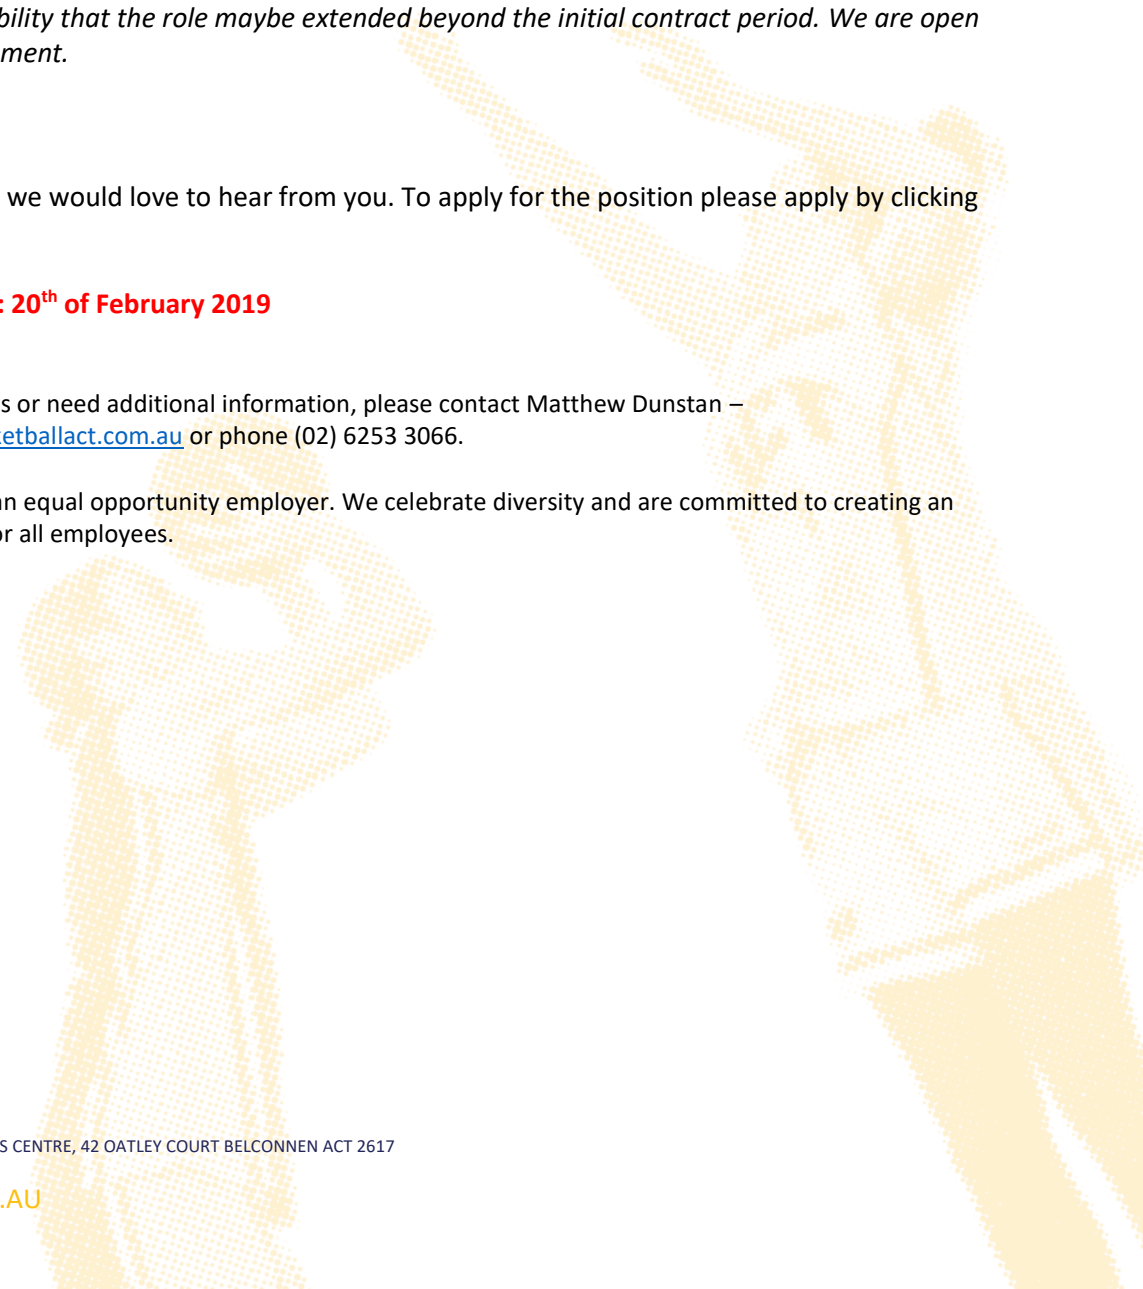 bility that the role maybe extended beyond the initial contract period. We are open
ment.
we would love to hear from you. To apply for the position please apply by clicking
: 20th of February 2019
s or need additional information, please contact Matthew Dunstan –
etballact.com.au or phone (02) 6253 3066.
an equal opportunity employer. We celebrate diversity and are committed to creating an
or all employees.
S CENTRE, 42 OATLEY COURT BELCONNEN ACT 2617
.AU